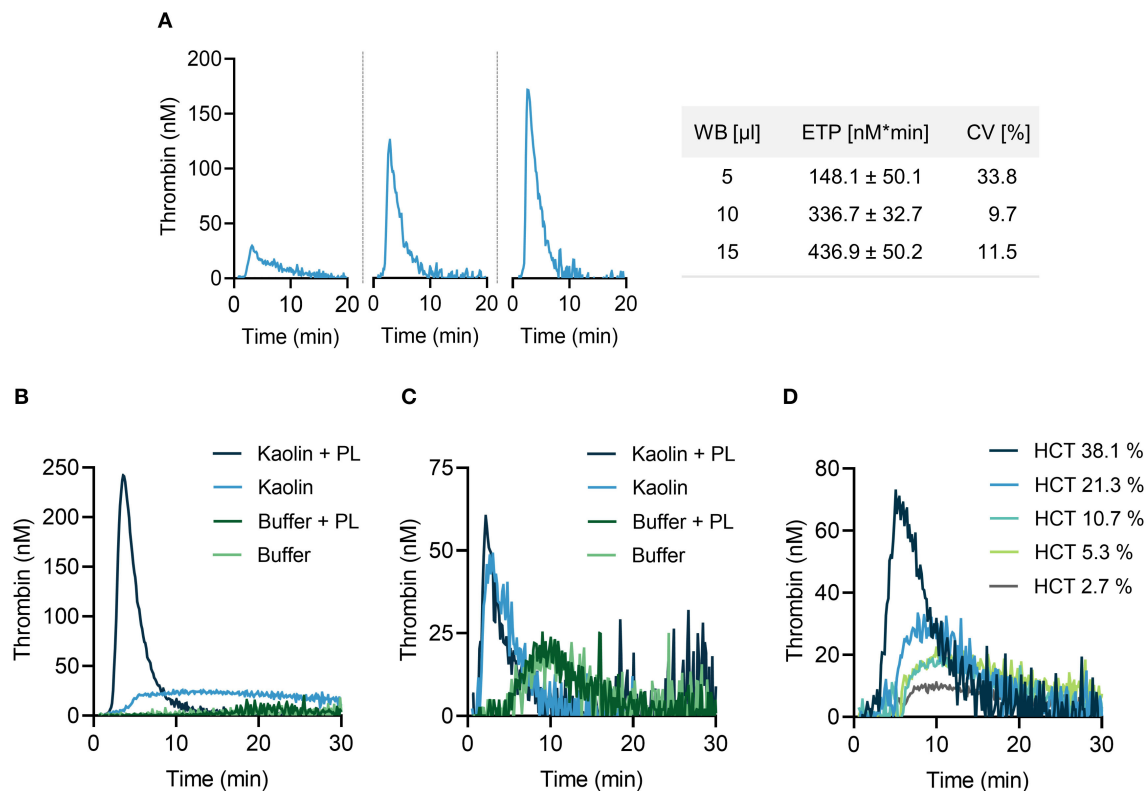 A
Thrombin (nM)
200
150
100
50
0
0 10 20
0 10 20
0 10 20
Time (min)
Time (min)
Time (min)
WB [µl] ETP [nM*min] CV [%]
5 148.1 ± 50.1 33.8
10 336.7 ± 32.7 9.7
15 436.9 ± 50.2 11.5
B
Kaolin + PL
Kaolin
Buffer + PL
Buffer
Thrombin (nM)
250
200
150
100
50
0
0 10 20 30
Time (min)
C
Kaolin + PL
Kaolin
Buffer + PL
Buffer
Thrombin (nM)
75
50
25
0
0 10 20 30
Time (min)
D
HCT 38.1 %
HCT 21.3 %
HCT 10.7 %
HCT 5.3 %
HCT 2.7 %
Thrombin (nM)
80
60
40
20
0
0 10 20 30
Time (min)